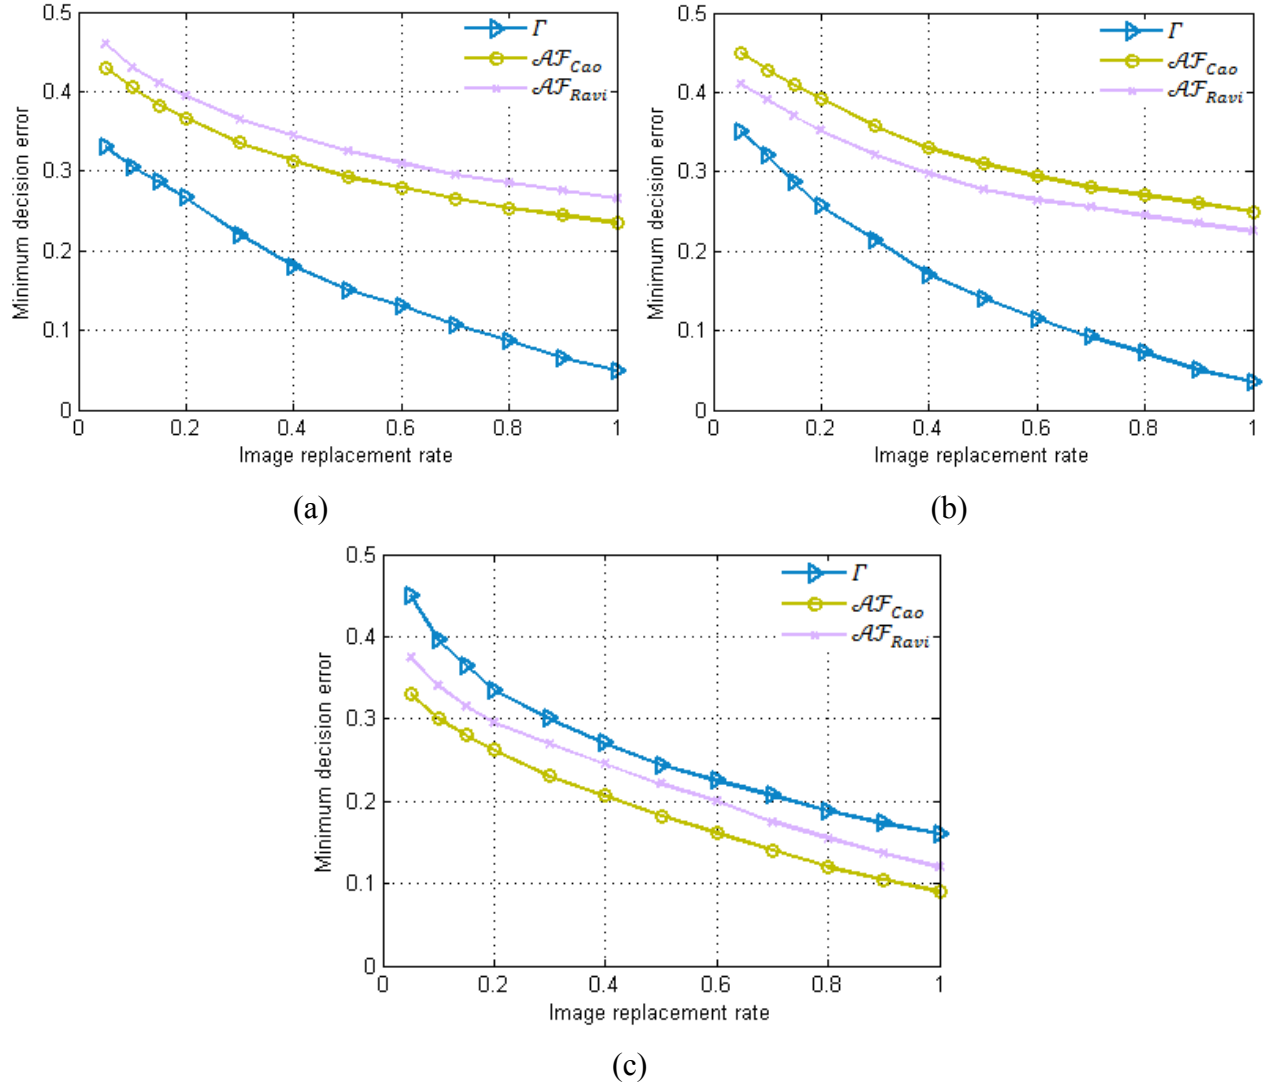 Minimum decision error
0.5
0.4
0.3
0.2
0.1
0
0 0.2 0.4 0.6 0.8 1
Image replacement rate
Γ
𝒜ℱ_Cao
𝒜ℱ_Ravi
(a)
Minimum decision error
0.5
0.4
0.3
0.2
0.1
0
0 0.2 0.4 0.6 0.8 1
Image replacement rate
Γ
𝒜ℱ_Cao
𝒜ℱ_Ravi
(b)
Minimum decision error
0.5
0.4
0.3
0.2
0.1
0
0 0.2 0.4 0.6 0.8 1
Image replacement rate
Γ
𝒜ℱ_Cao
𝒜ℱ_Ravi
(c)